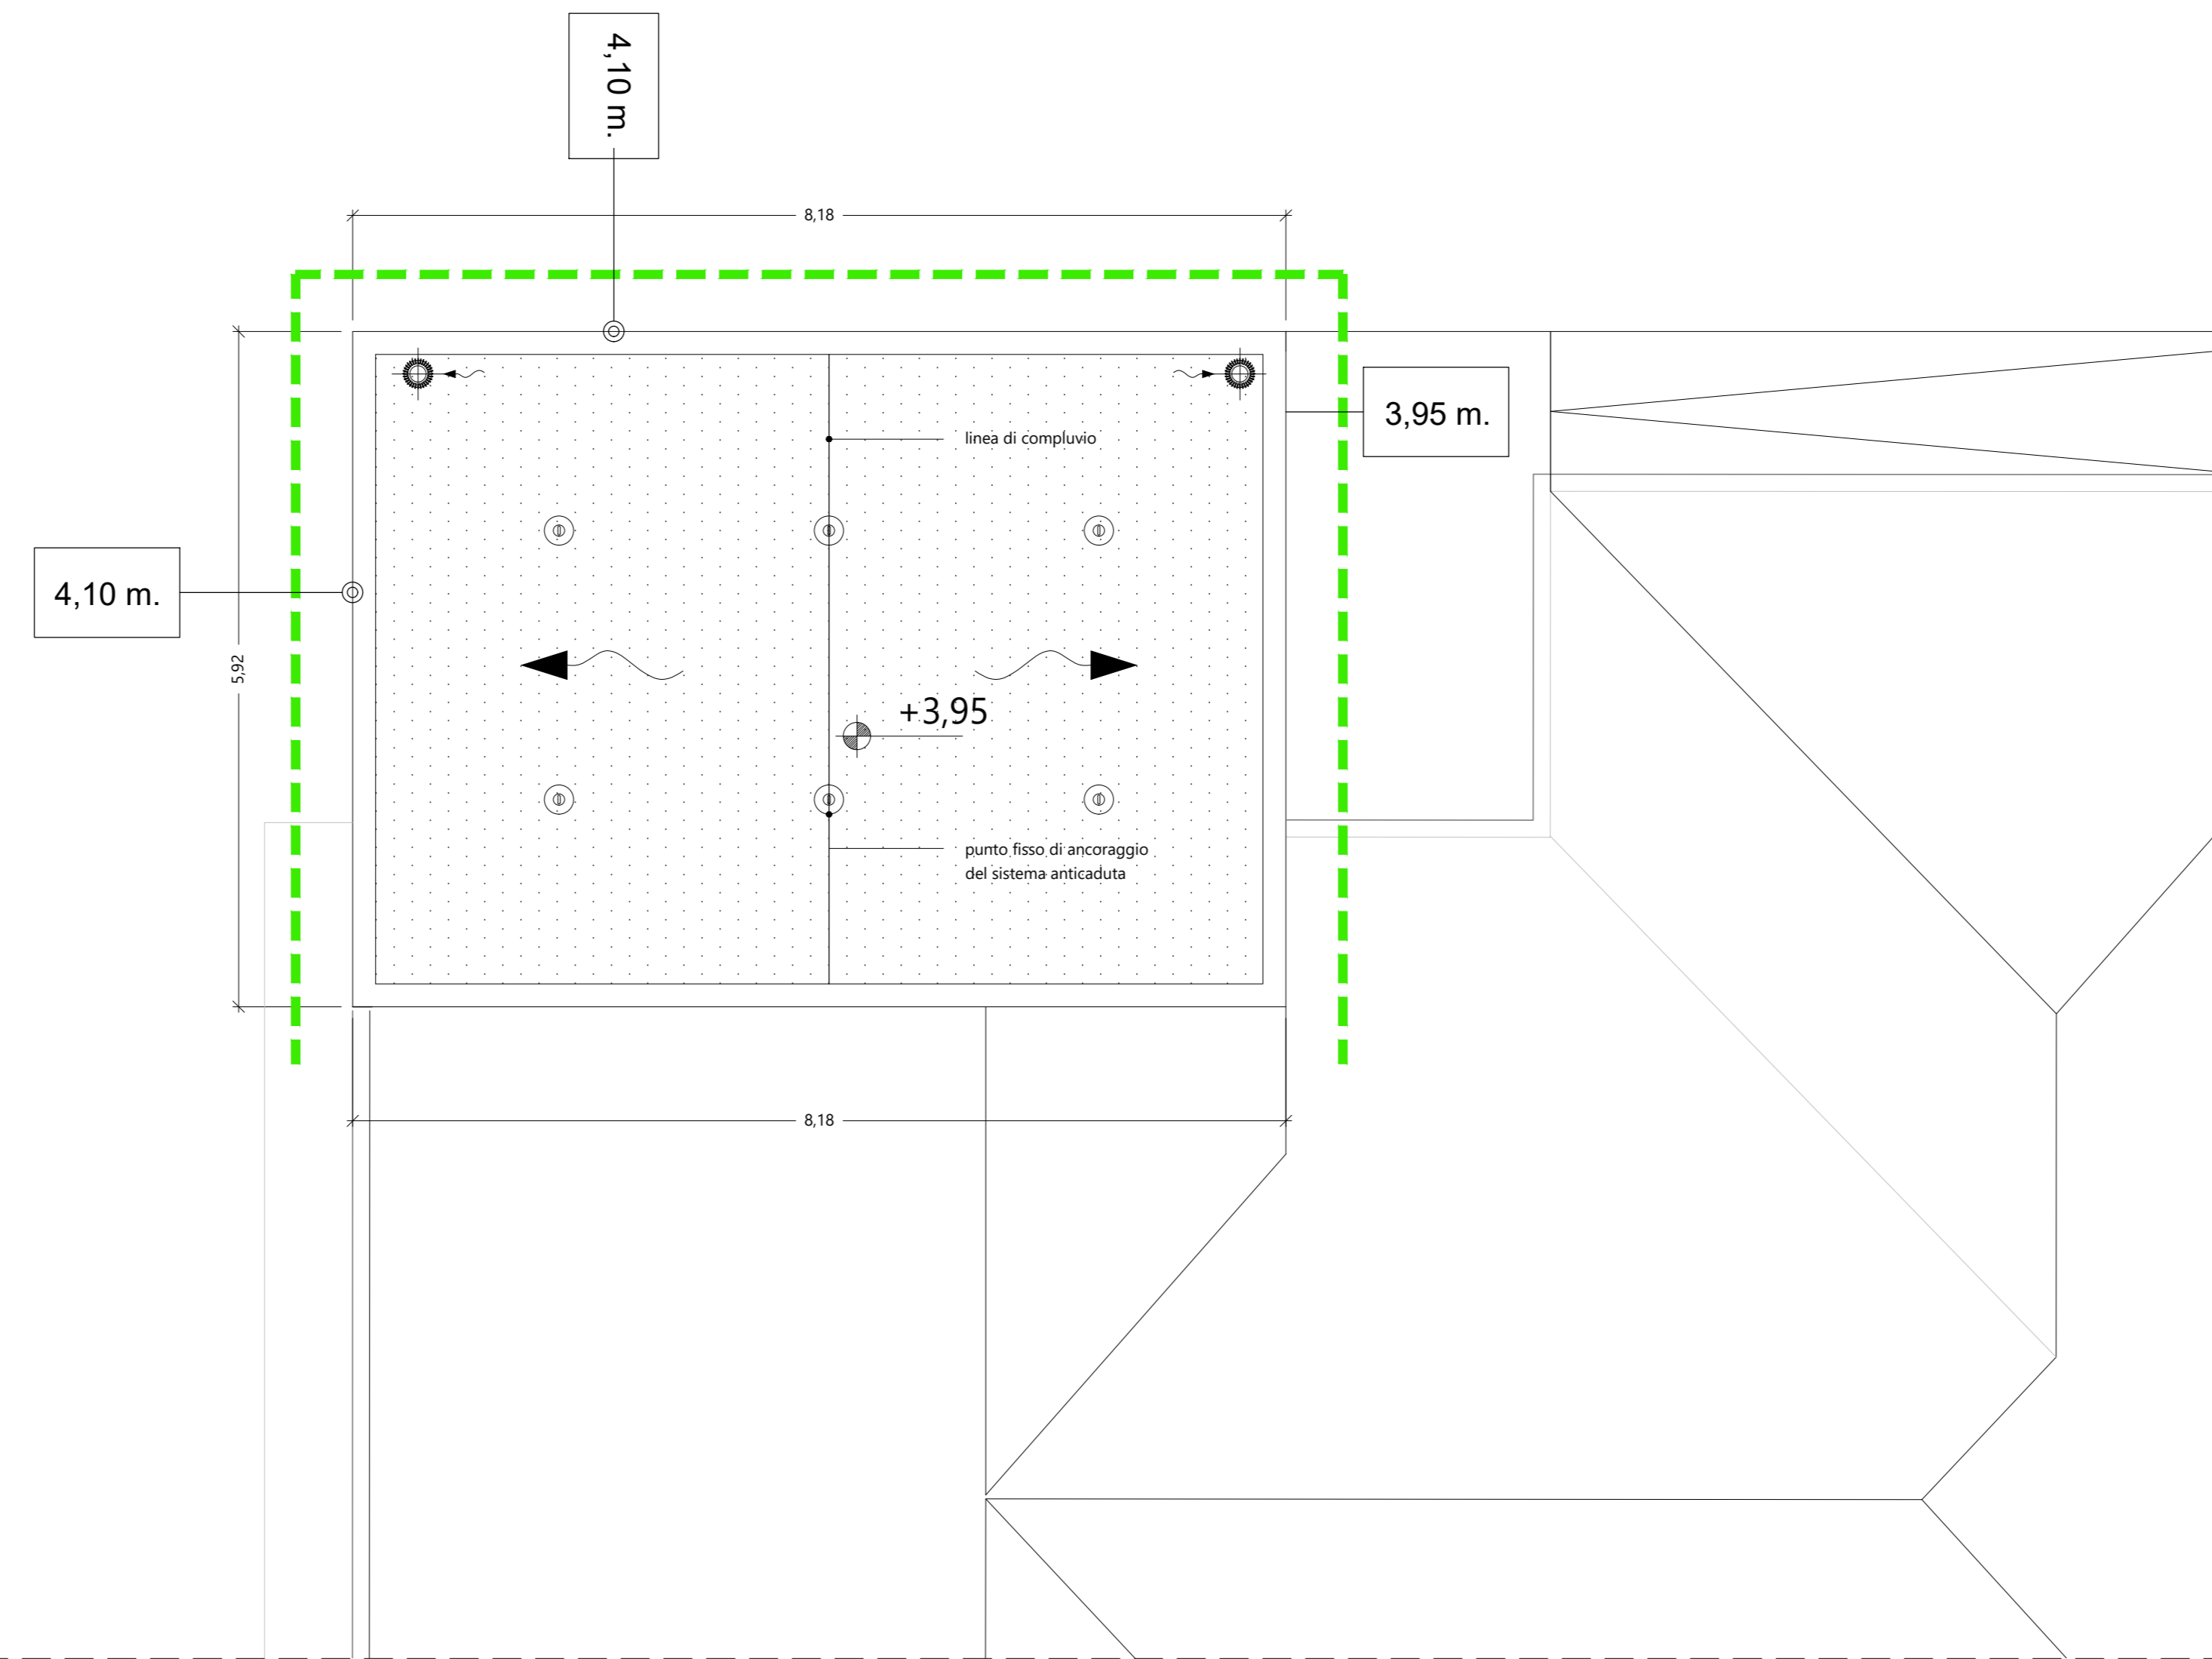 4,10 m.
8,18
linea di compluvio
3,95 m.
4,10 m.
5,92
+3,95
punto fisso di ancoraggio
del sistema anticaduta
8,18